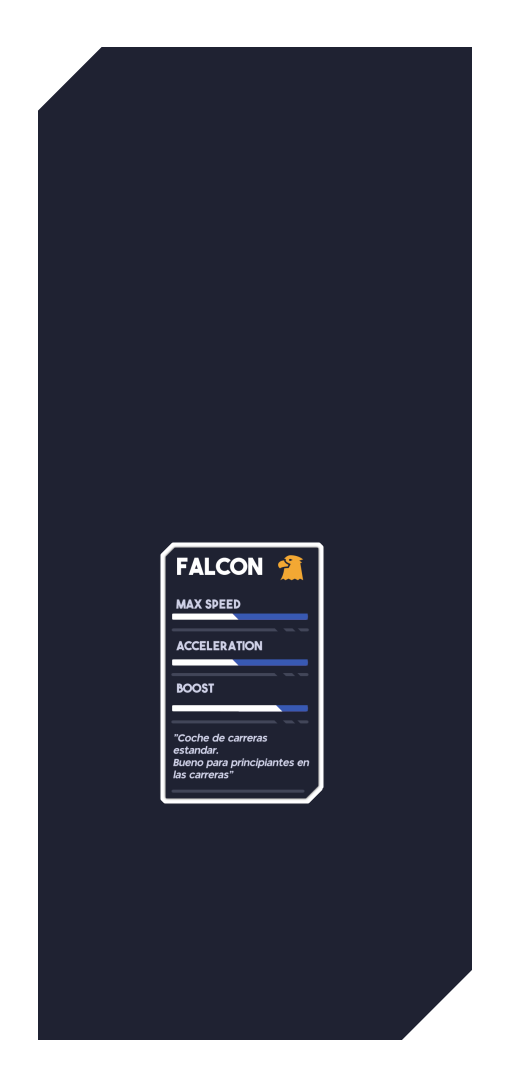 FALCON
MAX SPEED
ACCELERATION
BOOST
"Coche de carreras
estandar.
Bueno para principiantes en
las carreras"